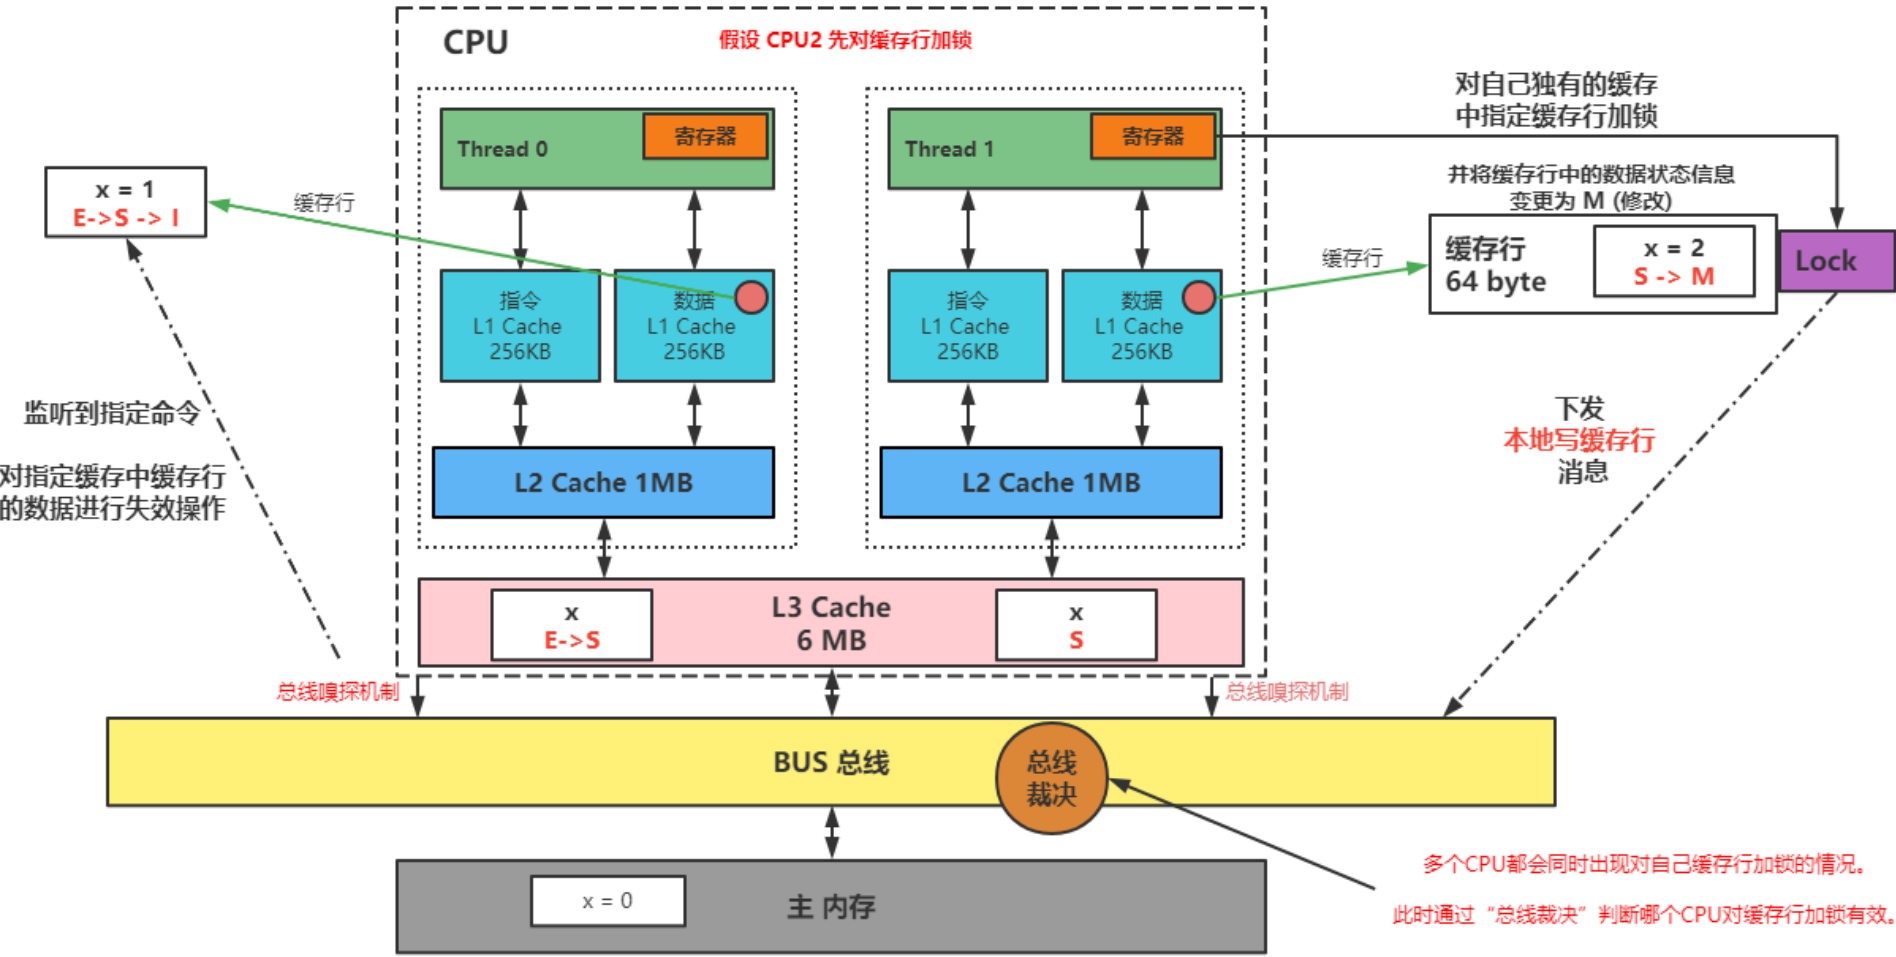 CPU
假设 CPU2 先对缓存行加锁
对自己独有的缓存
中指定缓存行加锁
Thread 0
寄存器
Thread 1
寄存器
x = 1
E->S -> I
缓存行
并将缓存行中的数据状态信息
变更为 M (修改)
缓存行
64 byte
x = 2
S -> M
Lock
缓存行
指令
L1 Cache
256KB
数据
L1 Cache
256KB
指令
L1 Cache
256KB
数据
L1 Cache
256KB
监听到指定命令
对指定缓存中缓存行
的数据进行失效操作
下发
本地写缓存行
消息
L2 Cache 1MB
L2 Cache 1MB
x
E->S
L3 Cache
6 MB
x
S
总线嗅探机制
总线嗅探机制
BUS 总线
总线
裁决
x = 0
主 内存
多个CPU都会同时出现对自己缓存行加锁的情况。
此时通过“总线裁决”判断哪个CPU对缓存行加锁有效。